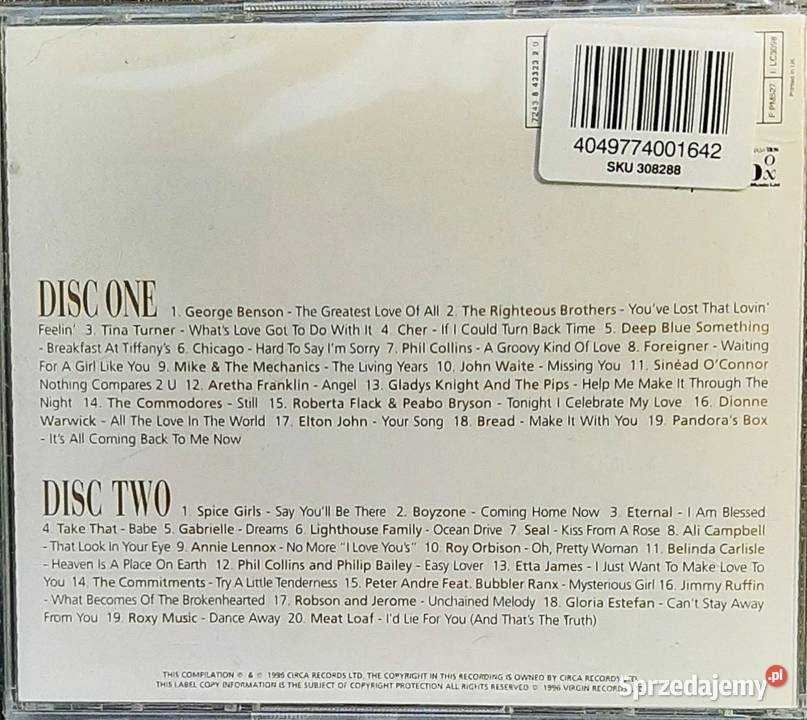 7243 8 42323 2 0
F: PM527
LC3098
Printed in UK
4049774001642
SKU 308288
DISC ONE 1. George Benson - The Greatest Love Of All 2. The Righteous Brothers - You've Lost That Lovin'
Feelin' 3. Tina Turner - What's Love Got To Do With It 4. Cher - If I Could Turn Back Time 5. Deep Blue Something
- Breakfast At Tiffany's 6. Chicago - Hard To Say I'm Sorry 7. Phil Collins - A Groovy Kind Of Love 8. Foreigner - Waiting
For A Girl Like You 9. Mike & The Mechanics - The Living Years 10. John Waite - Missing You 11. Sinéad O'Connor
Nothing Compares 2 U 12. Aretha Franklin - Angel 13. Gladys Knight And The Pips - Help Me Make It Through The
Night 14. The Commodores - Still 15. Roberta Flack & Peabo Bryson - Tonight I Celebrate My Love 16. Dionne
Warwick - All The Love In The World 17. Elton John - Your Song 18. Bread - Make It With You 19. Pandora's Box
- It's All Coming Back To Me Now
DISC TWO 1. Spice Girls - Say You'll Be There 2. Boyzone - Coming Home Now 3. Eternal - I Am Blessed
4. Take That - Babe 5. Gabrielle - Dreams 6. Lighthouse Family - Ocean Drive 7. Seal - Kiss From A Rose 8. Ali Campbell
- That Look In Your Eye 9. Annie Lennox - No More "I Love You's" 10. Roy Orbison - Oh, Pretty Woman 11. Belinda Carlisle
- Heaven Is A Place On Earth 12. Phil Collins and Philip Bailey - Easy Lover 13. Etta James - I Just Want To Make Love To
You 14. The Commitments - Try A Little Tenderness 15. Peter Andre Feat. Bubbler Ranx - Mysterious Girl 16. Jimmy Ruffin
- What Becomes Of The Brokenhearted 17. Robson and Jerome - Unchained Melody 18. Gloria Estefan - Can't Stay Away
From You 19. Roxy Music - Dance Away 20. Meat Loaf - I'd Lie For You (And That's The Truth)
THIS COMPILATION ℗ & © 1996 CIRCA RECORDS LTD. THE COPYRIGHT IN THIS RECORDING IS OWNED BY CIRCA RECORDS LTD.
THIS LABEL COPY INFORMATION IS THE SUBJECT OF COPYRIGHT PROTECTION ALL RIGHTS RESERVED © 1996 VIRGIN RECORDS
Sprzedajemy.pl